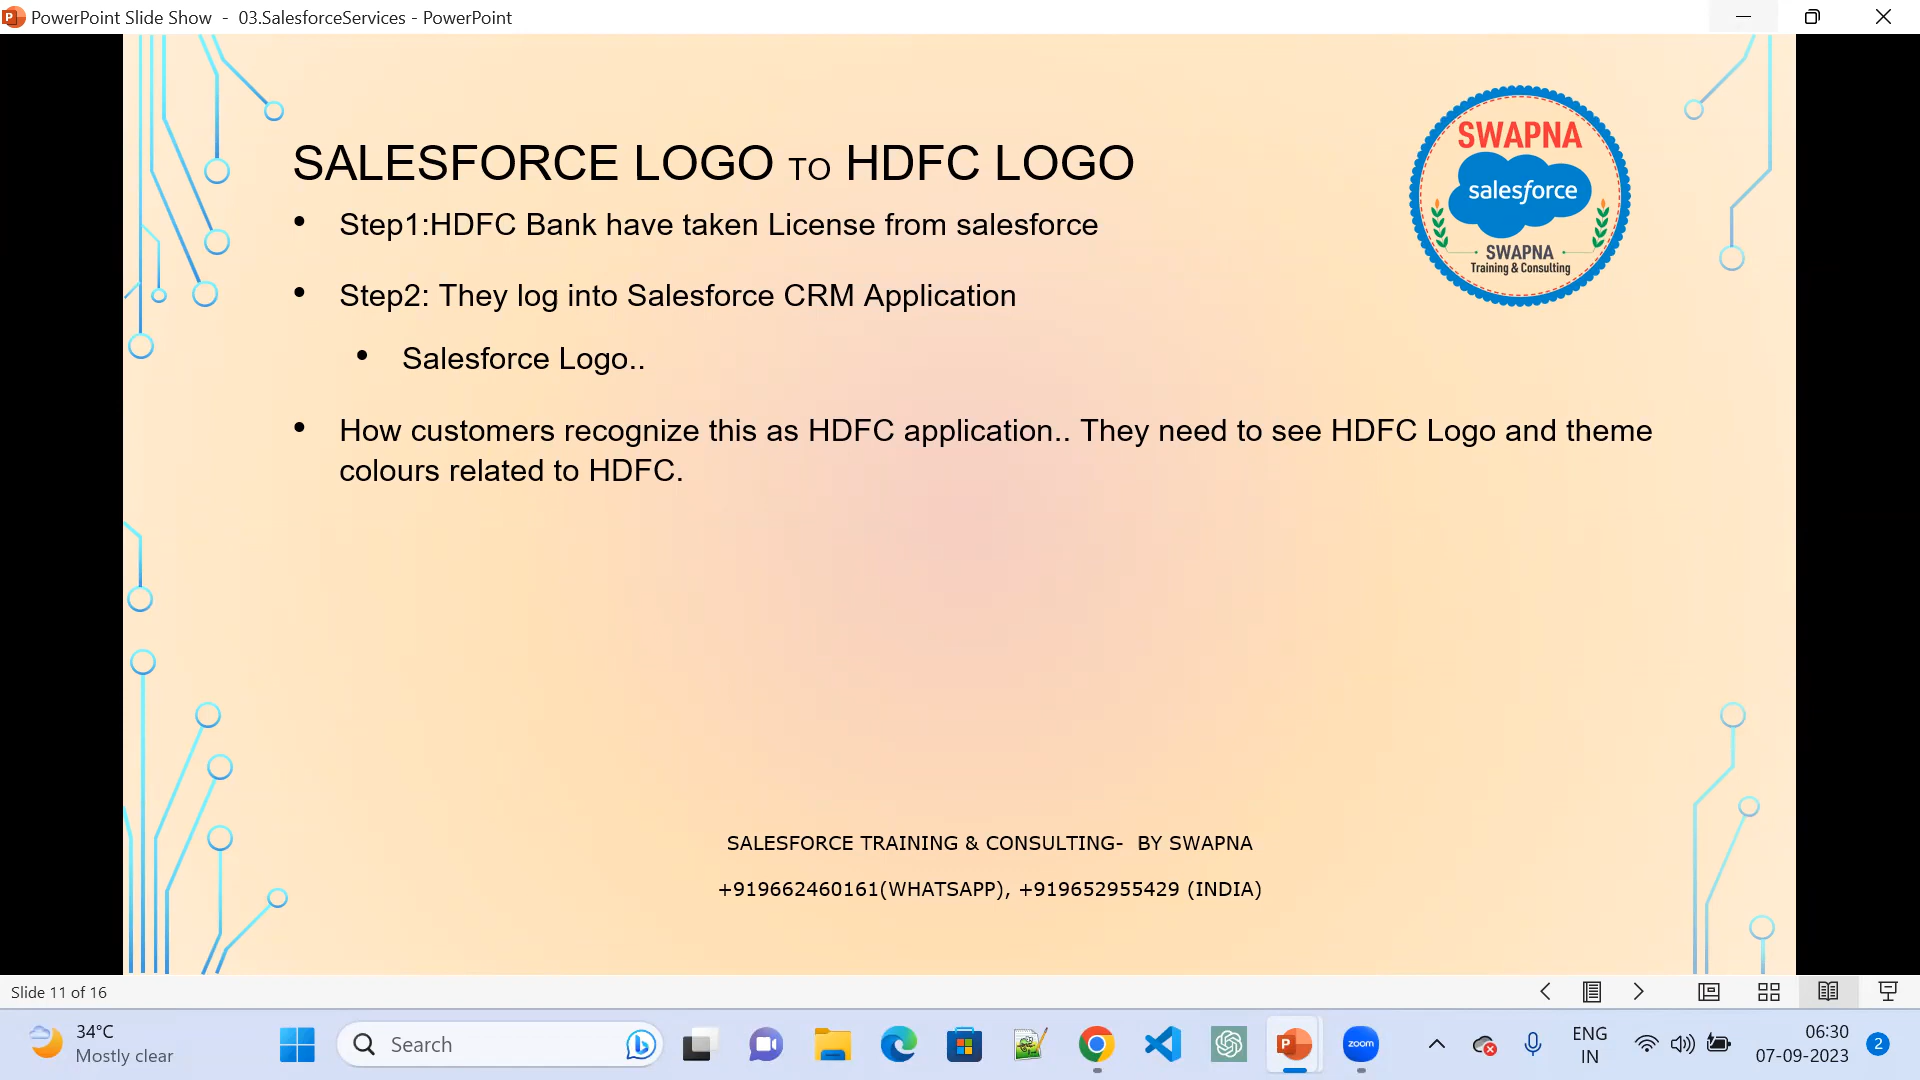 PowerPoint Slide Show - 03.SalesforceServices - PowerPoint
SALESFORCE LOGO TO HDFC LOGO
SWAPNA
salesforce
SWAPNA
Training & Consulting
• Step1:HDFC Bank have taken License from salesforce
• Step2: They log into Salesforce CRM Application
• Salesforce Logo..
• How customers recognize this as HDFC application.. They need to see HDFC Logo and theme
colours related to HDFC.
SALESFORCE TRAINING & CONSULTING- BY SWAPNA
+919662460161(WHATSAPP), +919652955429 (INDIA)
Slide 11 of 16
34°C
Mostly clear
Search
zoom
ENG
IN
06:30
07-09-2023
2